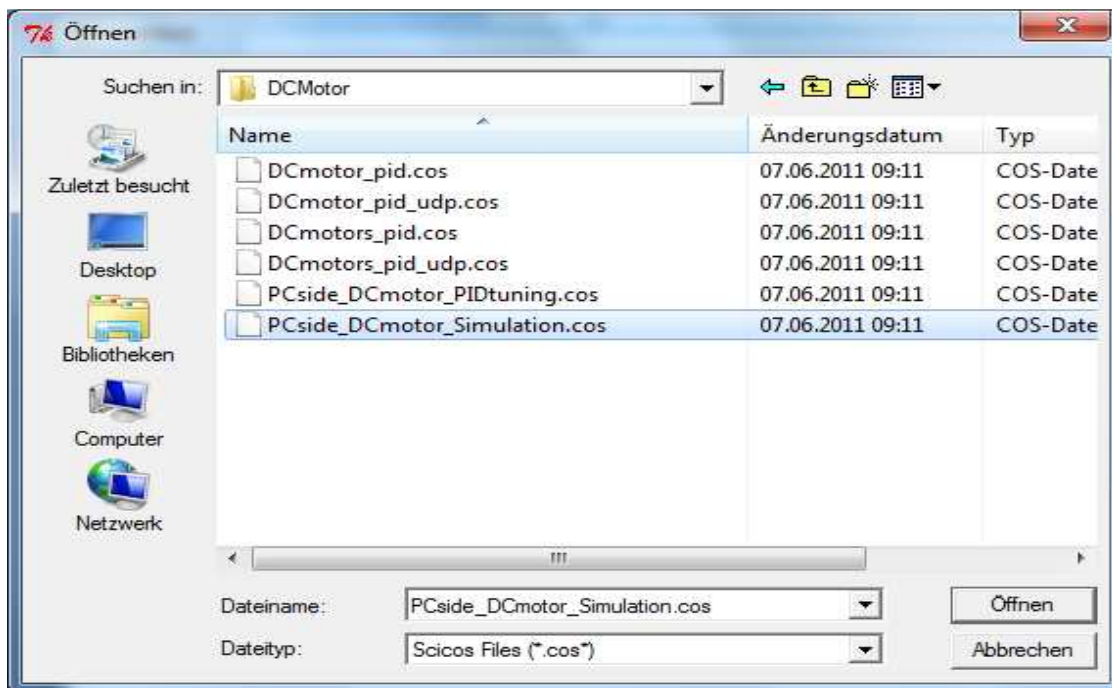 Öffnen
Suchen in: DCMotor
Zuletzt besucht
Desktop
Bibliotheken
Computer
Netzwerk
Name Änderungsdatum Typ
DCmotor_pid.cos 07.06.2011 09:11 COS-Date
DCmotor_pid_udp.cos 07.06.2011 09:11 COS-Date
DCmotors_pid.cos 07.06.2011 09:11 COS-Date
DCmotors_pid_udp.cos 07.06.2011 09:11 COS-Date
PCside_DCmotor_PIDtuning.cos 07.06.2011 09:11 COS-Date
PCside_DCmotor_Simulation.cos 07.06.2011 09:11 COS-Date
Dateiname: PCside_DCmotor_Simulation.cos Öffnen
Dateityp: Scicos Files (*.cos*) Abbrechen